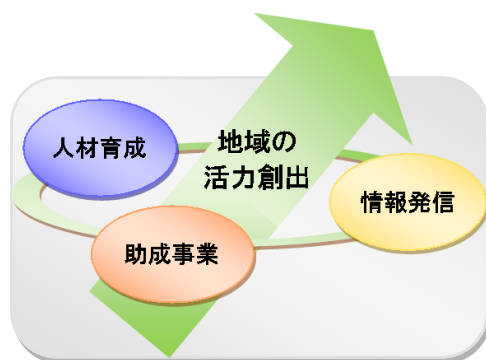 人材育成
地域の
活力創出
情報発信
助成事業